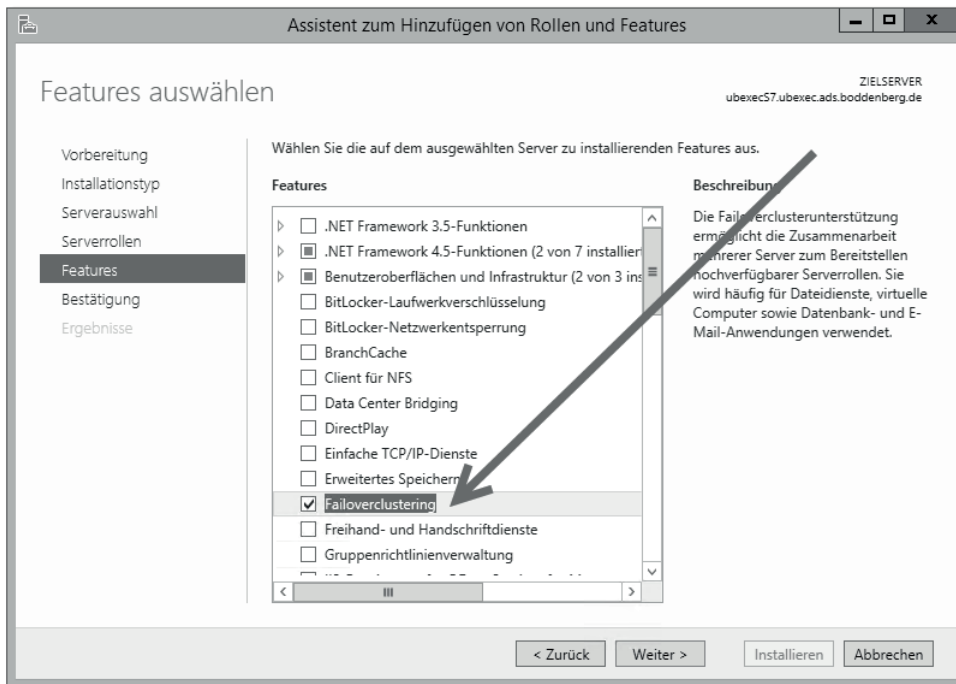 Assistent zum Hinzufügen von Rollen und Features
Features auswählen
ZIELSERVER
ubexec57.ubexec.ads.boddenberg.de
Vorbereitung
Installationstyp
Serverauswahl
Serverrollen
Features
Bestätigung
Ergebnisse
Wählen Sie die auf dem ausgewählten Server zu installierenden Features aus.
Features
.NET Framework 3.5-Funktionen
.NET Framework 4.5-Funktionen (2 von 7 installier
Benutzeroberflächen und Infrastruktur (2 von 3 ins
BitLocker-Laufwerkverschlüsselung
BitLocker-Netzwerkentsperrung
BranchCache
Client für NFS
Data Center Bridging
DirectPlay
Einfache TCP/IP-Dienste
Erweitertes Speichern
Failoverclustering
Freihand- und Handschriftdienste
Gruppenrichtlinienverwaltung
Beschreibung
Die Failoverclusterunterstützung
ermöglicht die Zusammenarbeit
mehrerer Server zum Bereitstellen
hochverfügbarer Serverrollen. Sie
wird häufig für Dateidienste, virtuelle
Computer sowie Datenbank- und E-
Mail-Anwendungen verwendet.
< Zurück
Weiter >
Installieren
Abbrechen